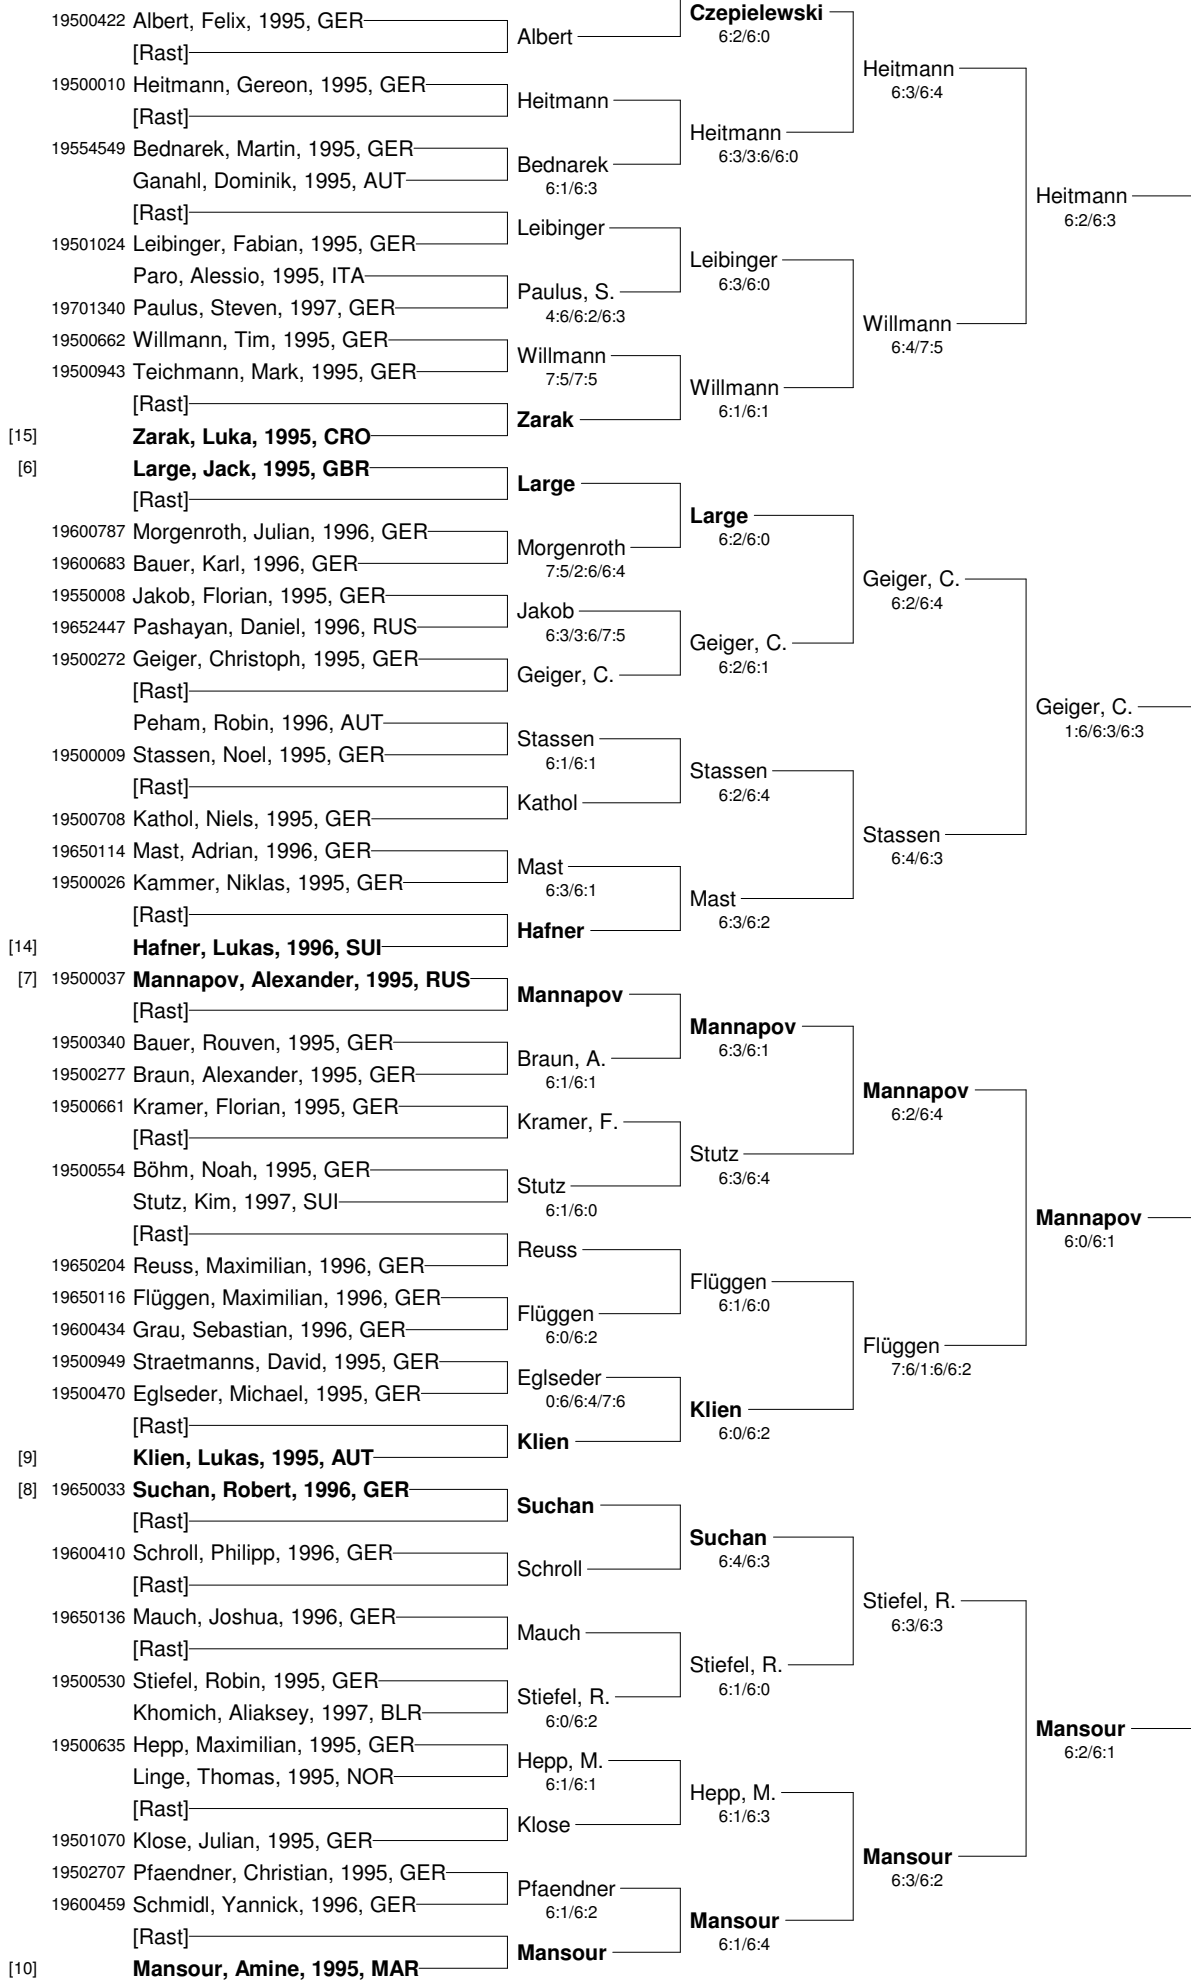 19500422 Albert, Felix, 1995, GER
[Rast]
19500010 Heitmann, Gereon, 1995, GER
[Rast]
19554549 Bednarek, Martin, 1995, GER
Ganahl, Dominik, 1995, AUT
[Rast]
19501024 Leibinger, Fabian, 1995, GER
Paro, Alessio, 1995, ITA
19701340 Paulus, Steven, 1997, GER
19500662 Willmann, Tim, 1995, GER
19500943 Teichmann, Mark, 1995, GER
[Rast]
[15] Zarak, Luka, 1995, CRO
[6] Large, Jack, 1995, GBR
[Rast]
19600787 Morgenroth, Julian, 1996, GER
19600683 Bauer, Karl, 1996, GER
19550008 Jakob, Florian, 1995, GER
19652447 Pashayan, Daniel, 1996, RUS
19500272 Geiger, Christoph, 1995, GER
[Rast]
Peham, Robin, 1996, AUT
19500009 Stassen, Noel, 1995, GER
[Rast]
19500708 Kathol, Niels, 1995, GER
19650114 Mast, Adrian, 1996, GER
19500026 Kammer, Niklas, 1995, GER
[Rast]
[14] Hafner, Lukas, 1996, SUI
[7] 19500037 Mannapov, Alexander, 1995, RUS
[Rast]
19500340 Bauer, Rouven, 1995, GER
19500277 Braun, Alexander, 1995, GER
19500661 Kramer, Florian, 1995, GER
[Rast]
19500554 Böhm, Noah, 1995, GER
Stutz, Kim, 1997, SUI
[Rast]
19650204 Reuss, Maximilian, 1996, GER
19650116 Flüggen, Maximilian, 1996, GER
19600434 Grau, Sebastian, 1996, GER
19500949 Straetmanns, David, 1995, GER
19500470 Eglseder, Michael, 1995, GER
[Rast]
[9] Klien, Lukas, 1995, AUT
[8] 19650033 Suchan, Robert, 1996, GER
[Rast]
19600410 Schroll, Philipp, 1996, GER
[Rast]
19650136 Mauch, Joshua, 1996, GER
[Rast]
19500530 Stiefel, Robin, 1995, GER
Khomich, Aliaksey, 1997, BLR
19500635 Hepp, Maximilian, 1995, GER
Linge, Thomas, 1995, NOR
[Rast]
19501070 Klose, Julian, 1995, GER
19502707 Pfaendner, Christian, 1995, GER
19600459 Schmidl, Yannick, 1996, GER
[Rast]
[10] Mansour, Amine, 1995, MAR
Albert
Heitmann
Bednarek
6:1/6:3
Leibinger
Paulus, S.
4:6/6:2/6:3
Willmann
7:5/7:5
Zarak
Large
Morgenroth
7:5/2:6/6:4
Jakob
6:3/3:6/7:5
Geiger, C.
Stassen
6:1/6:1
Kathol
Mast
6:3/6:1
Hafner
Mannapov
Braun, A.
6:1/6:1
Kramer, F.
Stutz
6:1/6:0
Reuss
Flüggen
6:0/6:2
Eglseder
0:6/6:4/7:6
Klien
Suchan
Schroll
Mauch
Stiefel, R.
6:0/6:2
Hepp, M.
6:1/6:1
Klose
Pfaendner
6:1/6:2
Mansour
Czepielewski
6:2/6:0
Heitmann
6:3/3:6/6:0
Leibinger
6:3/6:0
Willmann
6:1/6:1
Large
6:2/6:0
Geiger, C.
6:2/6:1
Stassen
6:2/6:4
Mast
6:3/6:2
Mannapov
6:3/6:1
Stutz
6:3/6:4
Flüggen
6:1/6:0
Klien
6:0/6:2
Suchan
6:4/6:3
Stiefel, R.
6:1/6:0
Hepp, M.
6:1/6:3
Mansour
6:1/6:4
Heitmann
6:3/6:4
Willmann
6:4/7:5
Geiger, C.
6:2/6:4
Stassen
6:4/6:3
Mannapov
6:2/6:4
Flüggen
7:6/1:6/6:2
Stiefel, R.
6:3/6:3
Mansour
6:3/6:2
Heitmann
6:2/6:3
Geiger, C.
1:6/6:3/6:3
Mannapov
6:0/6:1
Mansour
6:2/6:1